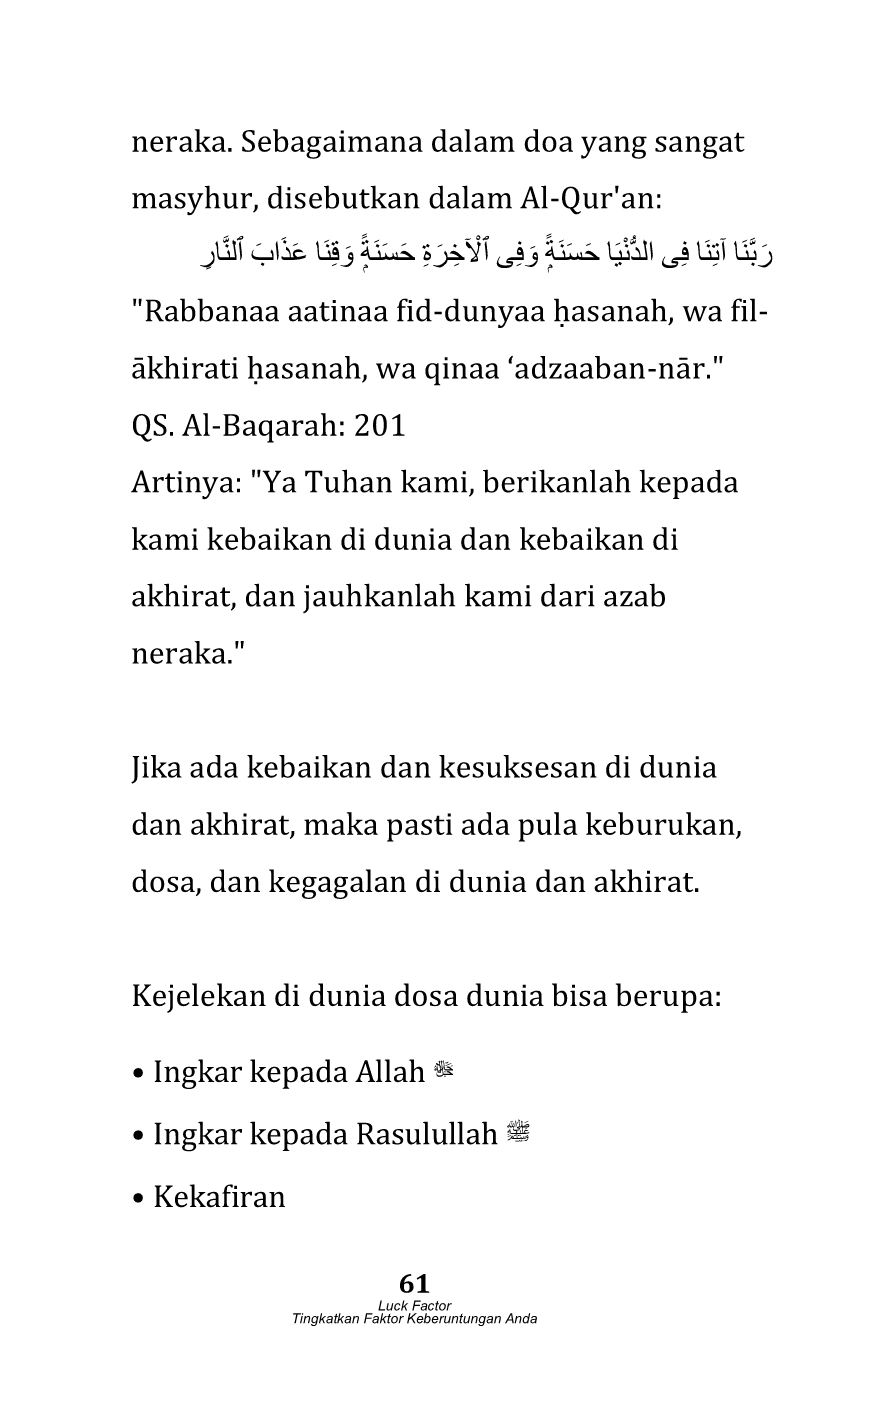 neraka. Sebagaimana dalam doa yang sangat
masyhur, disebutkan dalam Al-Qur'an:
رَبَّنَا آتِنَا فِى الدُّنْيَا حَسَنَةًۭ وَفِى ٱلْآخِرَةِ حَسَنَةًۭ وَقِنَا عَذَابَ ٱلنَّارِ
"Rabbanaa aatinaa fid-dunyaa ḥasanah, wa fil-
ākhirati ḥasanah, wa qinaa ‘adzaaban-nār."
QS. Al-Baqarah: 201
Artinya: "Ya Tuhan kami, berikanlah kepada
kami kebaikan di dunia dan kebaikan di
akhirat, dan jauhkanlah kami dari azab
neraka."
Jika ada kebaikan dan kesuksesan di dunia
dan akhirat, maka pasti ada pula keburukan,
dosa, dan kegagalan di dunia dan akhirat.
Kejelekan di dunia dosa dunia bisa berupa:
• Ingkar kepada Allah ﷻ
• Ingkar kepada Rasulullah ﷺ
• Kekafiran
61
Luck Factor
Tingkatkan Faktor Keberuntungan Anda